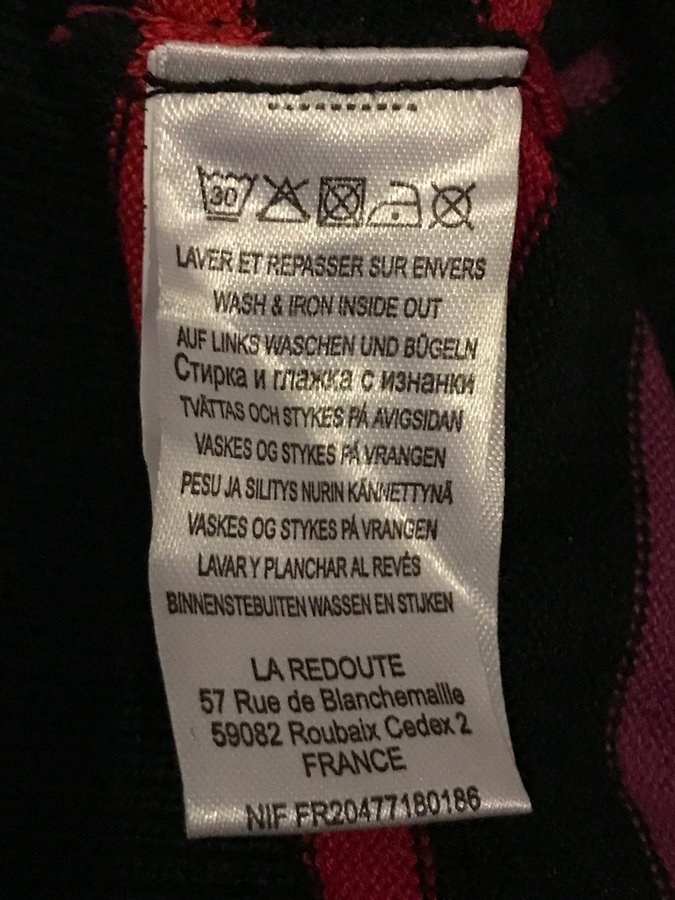 30
LAVER ET REPASSER SUR ENVERS
WASH & IRON INSIDE OUT
AUF LINKS WASCHEN UND BÜGELN
Стирка и глажка с изнанки
TVÄTTAS OCH STYKES PÅ AVIGSIDAN
VASKES OG STYKES PÅ VRANGEN
PESU JA SILITYS NURIN KÄNNETTYNÄ
VASKES OG STYKES PÅ VRANGEN
LAVAR Y PLANCHAR AL REVÉS
BINNENSTEBUITEN WASSEN EN STIJKEN
LA REDOUTE
57 Rue de Blanchemaille
59082 Roubaix Cedex 2
FRANCE
NIF FR20477180186